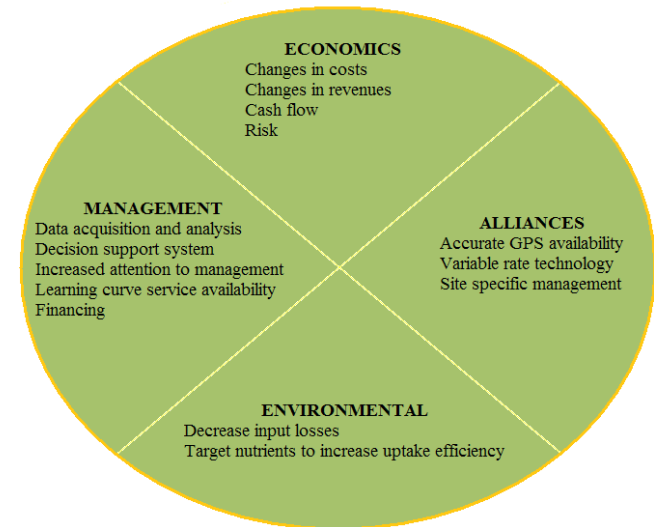 ECONOMICS
Changes in costs
Changes in revenues
Cash flow
Risk
MANAGEMENT
Data acquisition and analysis
Decision support system
Increased attention to management
Learning curve service availability
Financing
ALLIANCES
Accurate GPS availability
Variable rate technology
Site specific management
ENVIRONMENTAL
Decrease input losses
Target nutrients to increase uptake efficiency